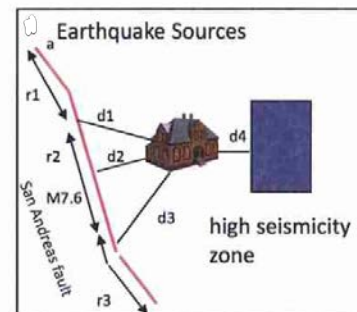 Earthquake Sources
a
r1
d1
d4
r2
d2
M7.6
d3
San Andreas fault
high seismicity
zone
r3